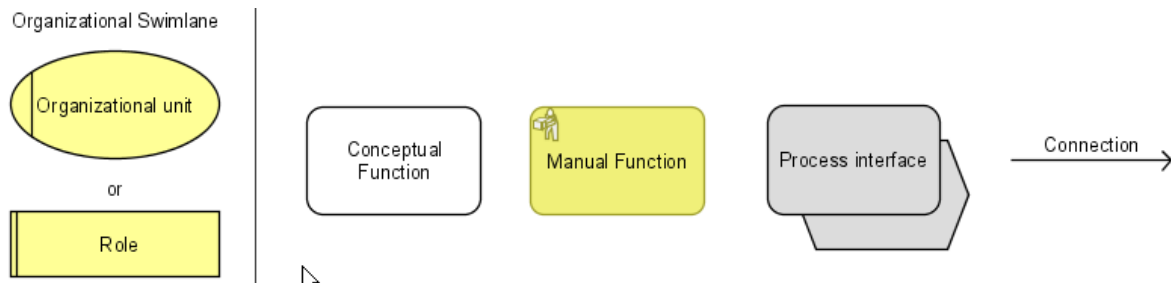 Organizational Swimlane
Organizational unit
or
Role
Conceptual
Function
Manual Function
Process interface
Connection